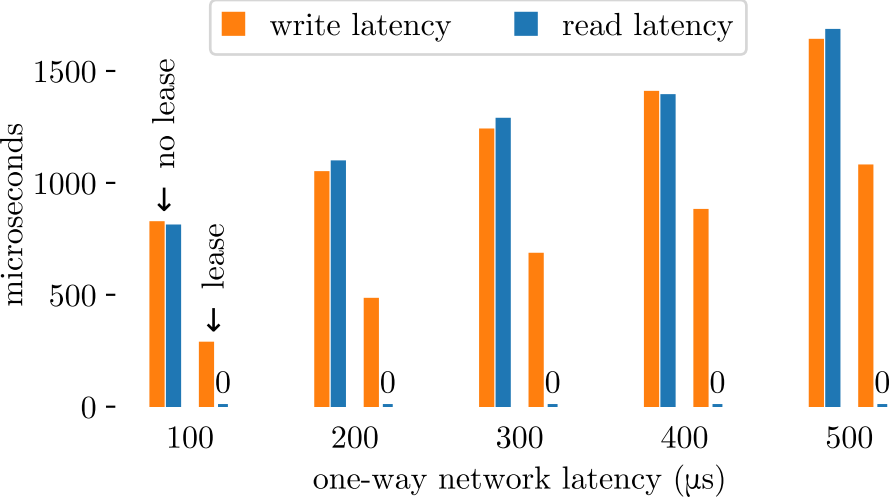 write latency read latency
1500
1000
500
0
microseconds
↓ no lease
↓ lease
0
0
0
0
0
100 200 300 400 500
one-way network latency (µs)